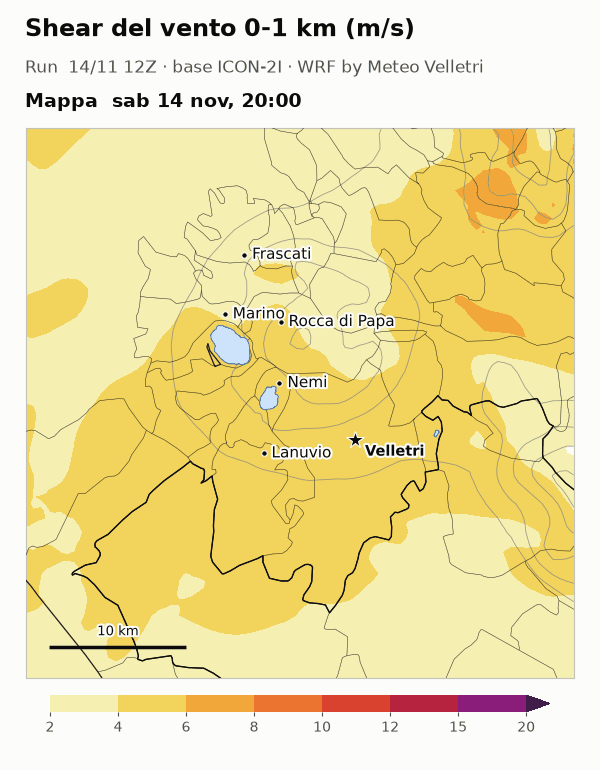 Shear del vento 0-1 km (m/s)
Run  14/11 12Z · base ICON-2I · WRF by Meteo Velletri
Mappa  sab 14 nov, 20:00
Frascati
Marino
Rocca di Papa
Nemi
Velletri
Lanuvio
10 km
2 4 6 8 10 12 15 20